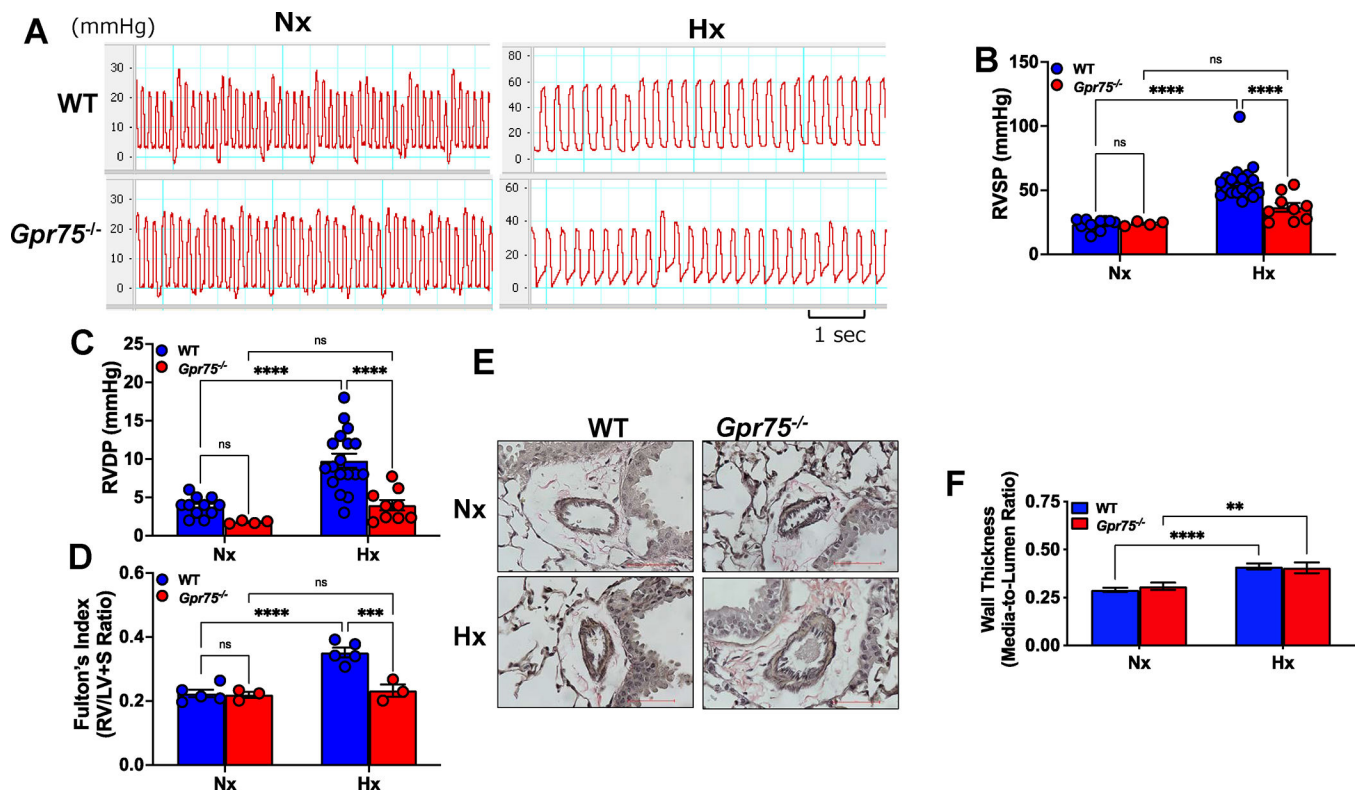 A
(mmHg)
Nx
Hx
WT
30
20
10
0
80
60
40
20
0
Gpr75-/-
30
20
10
0
60
40
20
0
1 sec
B
WT
Gpr75-/-
ns
**** ****
ns
RVSP (mmHg)
150
100
50
0
Nx Hx
C
WT
Gpr75-/-
ns
**** ****
ns
RVDP (mmHg)
25
20
15
10
5
0
Nx Hx
D
WT
Gpr75-/-
ns
**** ***
ns
Fulton's Index
(RV/LV+S Ratio)
0.6
0.4
0.2
0.0
Nx Hx
E
WT Gpr75-/-
Nx
Hx
F
WT
Gpr75-/-
**
****
Wall Thickness
(Media-to-Lumen Ratio)
0.75
0.50
0.25
0.00
Nx Hx